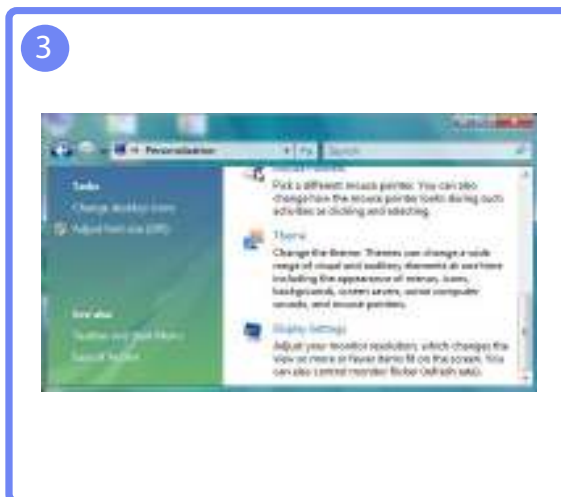 3
Personalization
Search
Tasks
Change desktop icons
Adjust font size (DPI)
See also
Taskbar and Start Menu
Ease of Access
Mouse Pointers
Pick a different mouse pointer. You can also
change how the mouse pointer looks during such
activities as clicking and selecting.
Theme
Change the theme. Themes can change a wide
range of visual and auditory elements at one time
including the appearance of menus, icons,
backgrounds, screen savers, some computer
sounds, and mouse pointers.
Display Settings
Adjust your monitor resolution, which changes the
view so more or fewer items fit on the screen. You
can also control monitor flicker (refresh rate).